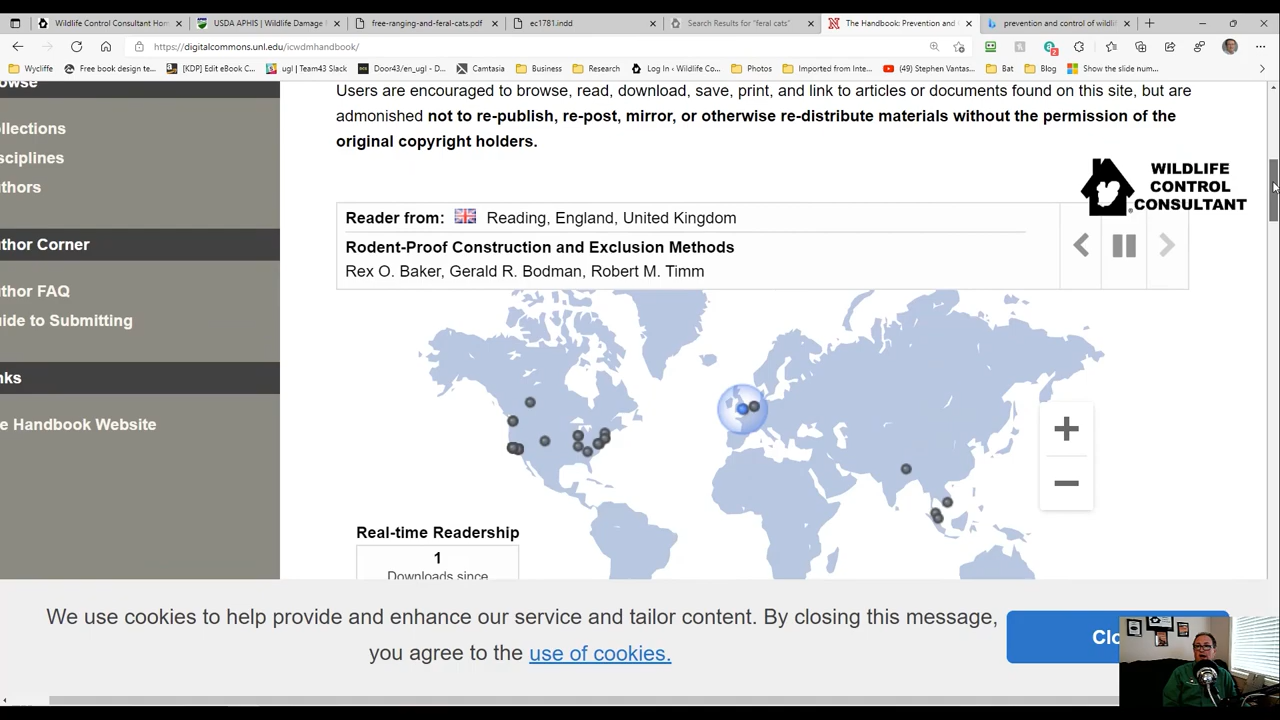 Wildlife Control Consultant Hom
USDA APHIS | Wildlife Damage
free-ranging-and-feral-cats.pdf
ec1781.indd
Search Results for "feral cats"
The Handbook: Prevention and
prevention and control of wildlif
https://digitalcommons.unl.edu/icwdmhandbook/
Wycliffe
Free book design te...
[KDP] Edit eBook C...
ugl | Team43 Slack
Door43/en_ugl - D...
Camtasia
Business
Research
Log In ‹ Wildlife Co...
Photos
Imported from Inte...
(49) Stephen Vantas...
Bat
Blog
Show the slide num...
owse
llections
sciplines
thors
thor Corner
thor FAQ
uide to Submitting
nks
e Handbook Website
Users are encouraged to browse, read, download, save, print, and link to articles or documents found on this site, but are
admonished not to re-publish, re-post, mirror, or otherwise re-distribute materials without the permission of the
original copyright holders.
WILDLIFE
CONTROL
CONSULTANT
Reader from: Reading, England, United Kingdom
Rodent-Proof Construction and Exclusion Methods
Rex O. Baker, Gerald R. Bodman, Robert M. Timm
Real-time Readership
1
Downloads since
We use cookies to help provide and enhance our service and tailor content. By closing this message,
you agree to the use of cookies.
Clo